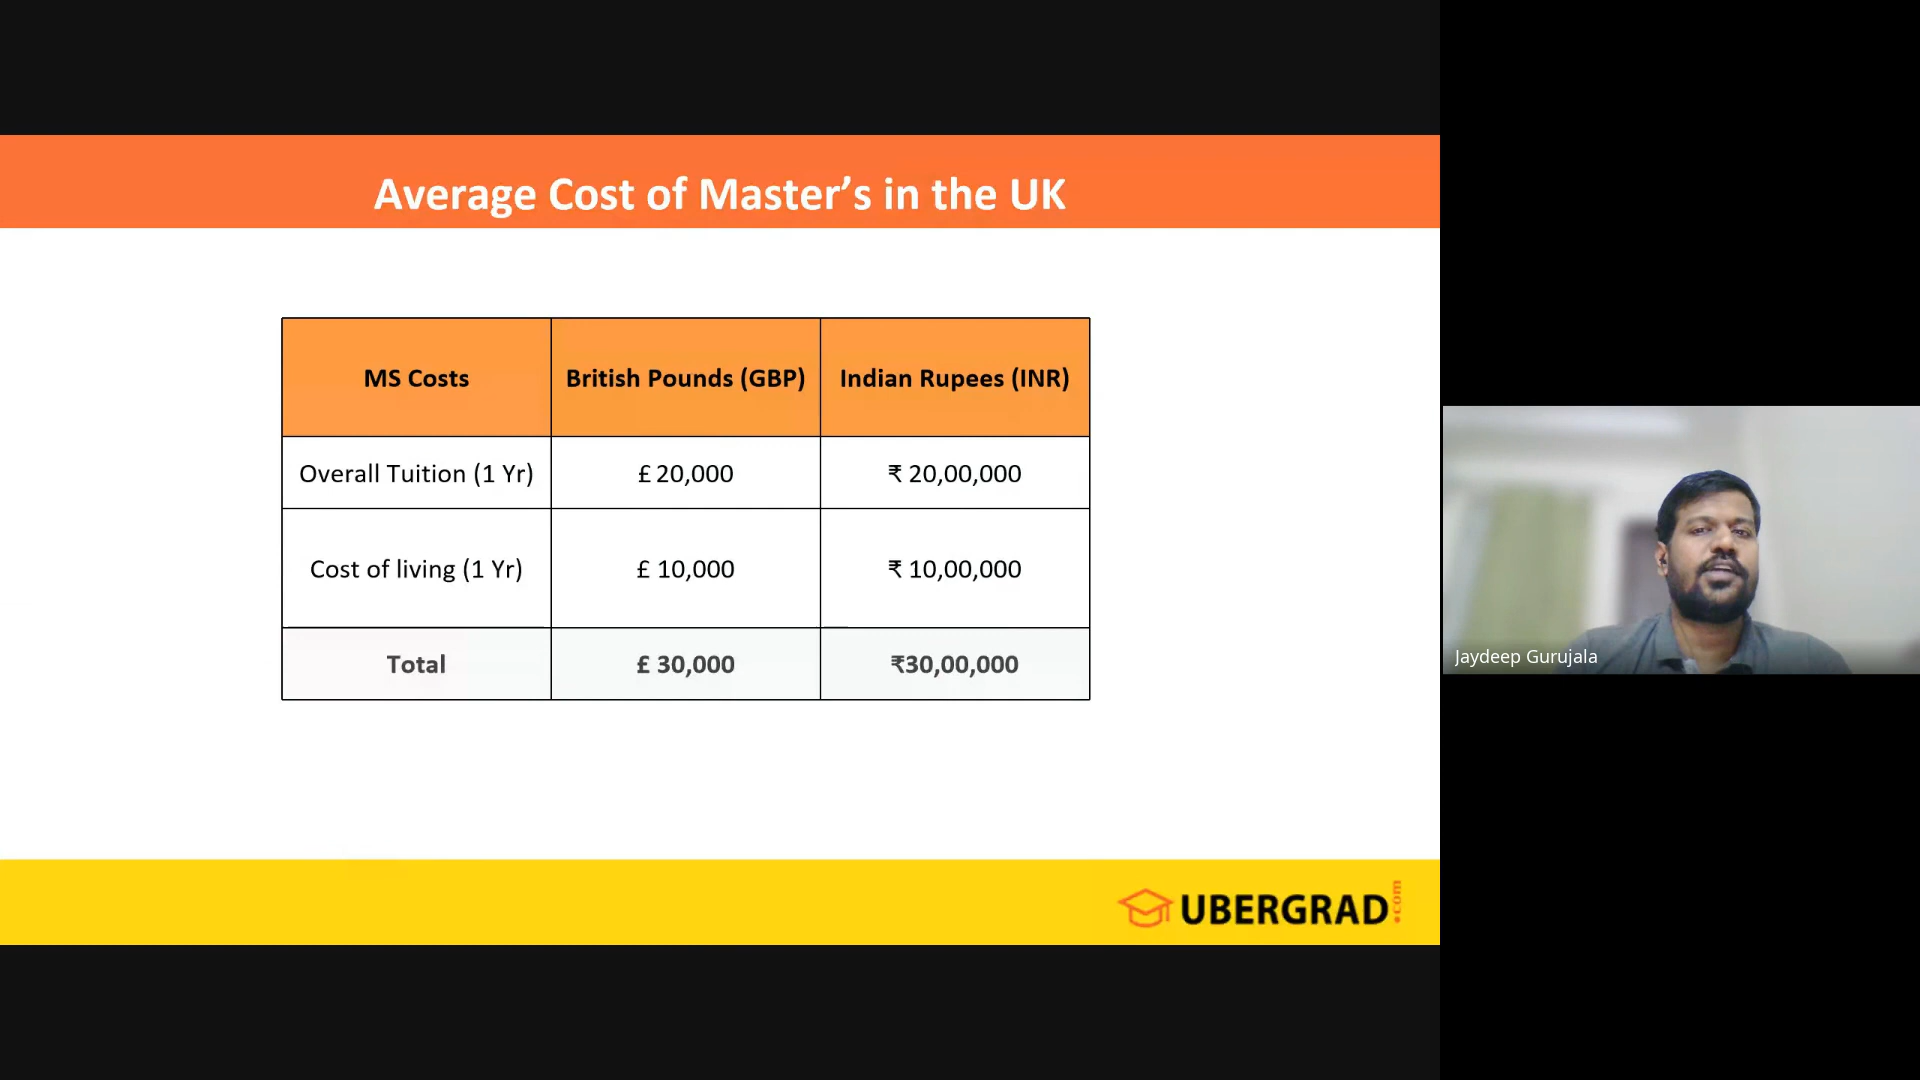 Average Cost of Master’s in the UK
MS Costs
British Pounds (GBP)
Indian Rupees (INR)
Overall Tuition (1 Yr)
£ 20,000
₹ 20,00,000
Cost of living (1 Yr)
£ 10,000
₹ 10,00,000
Total
£ 30,000
₹30,00,000
UBERGRAD.com
Jaydeep Gurujala